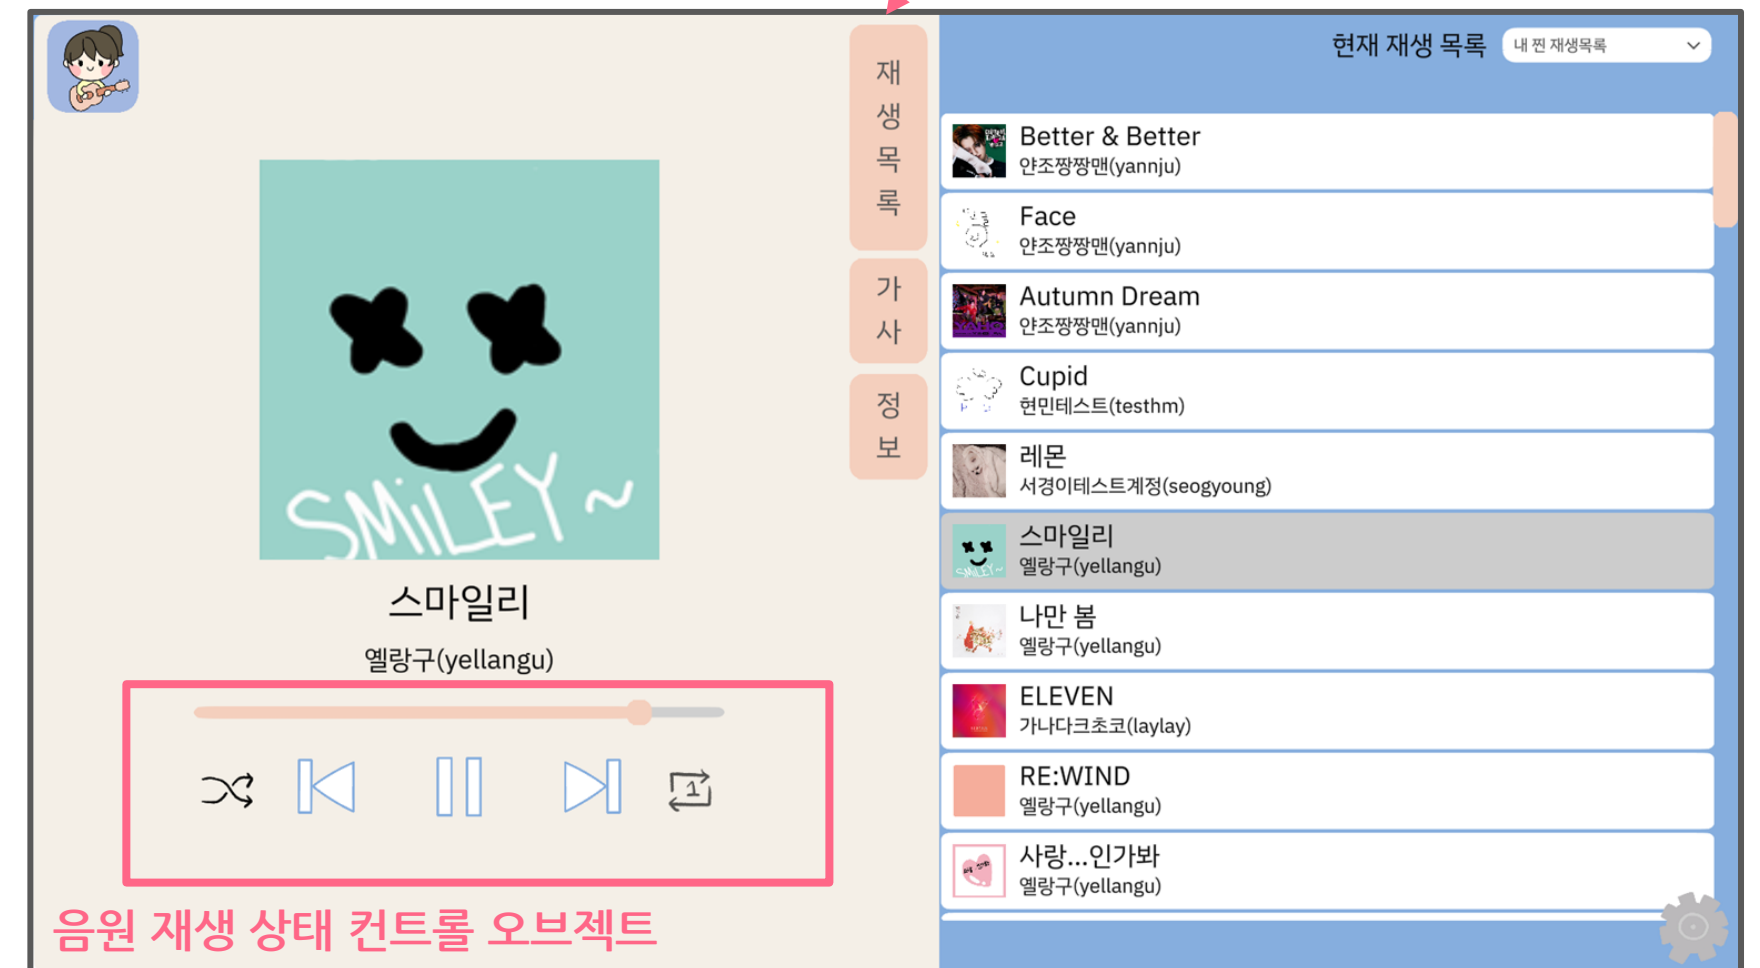 SMiLEY ~
스마일리
옐랑구(yellangu)
1
음원 재생 상태 컨트롤 오브젝트
재생목록
가사
정보
현재 재생 목록
내 찐 재생목록
Better & Better
얀조짱짱맨(yannju)
Face
얀조짱짱맨(yannju)
Autumn Dream
얀조짱짱맨(yannju)
Cupid
현민테스트(testhm)
레몬
서경이테스트계정(seogyoung)
SMiLEY~
스마일리
옐랑구(yellangu)
나만 봄
옐랑구(yellangu)
ELEVEN
가나다크초코(laylay)
RE:WIND
옐랑구(yellangu)
사랑...인가봐
옐랑구(yellangu)